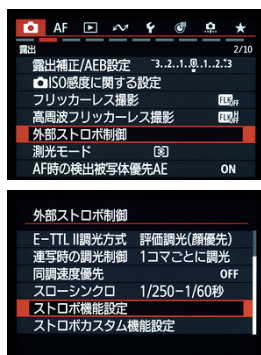 AF
露出
2/10
露出補正/AEB設定 ¯3..2..1..0..1..2..⁺3
ISO感度に関する設定
フリッカーレス撮影
高周波フリッカーレス撮影
外部ストロボ制御
測光モード
AF時の検出被写体優先AE ON
外部ストロボ制御
E-TTL II調光方式 評価調光(顔優先)
連写時の調光制御 1コマごとに調光
同調速度優先 OFF
スローシンクロ 1/250-1/60秒
ストロボ機能設定
ストロボカスタム機能設定